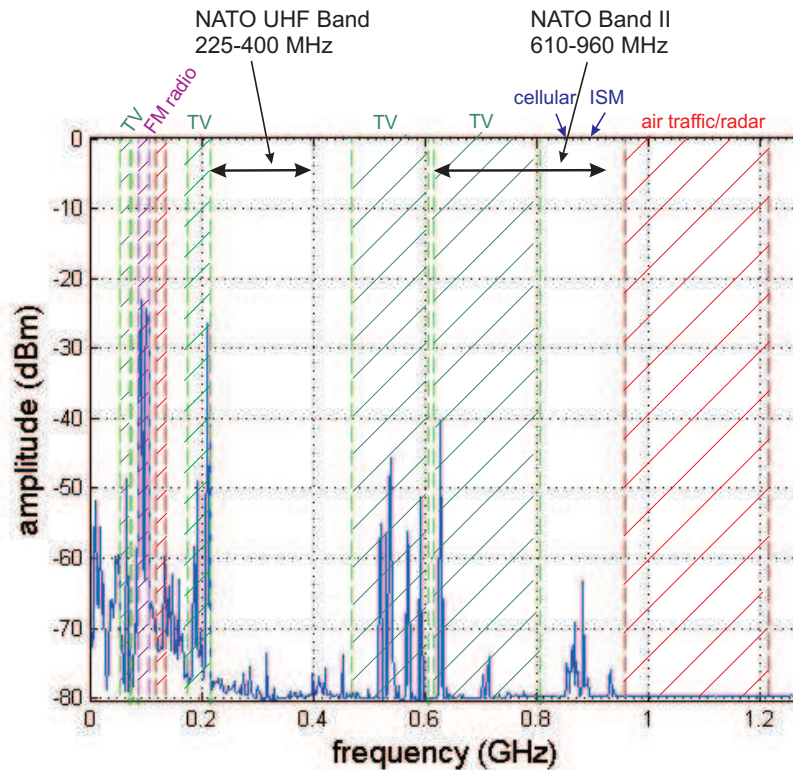 NATO UHF Band
225-400 MHz
NATO Band II
610-960 MHz
TV
FM radio
TV
TV
TV
cellular
ISM
air traffic/radar
0
-10
-20
-30
-40
-50
-60
-70
-80
amplitude (dBm)
0
0.2
0.4
0.6
0.8
1
1.2
frequency (GHz)